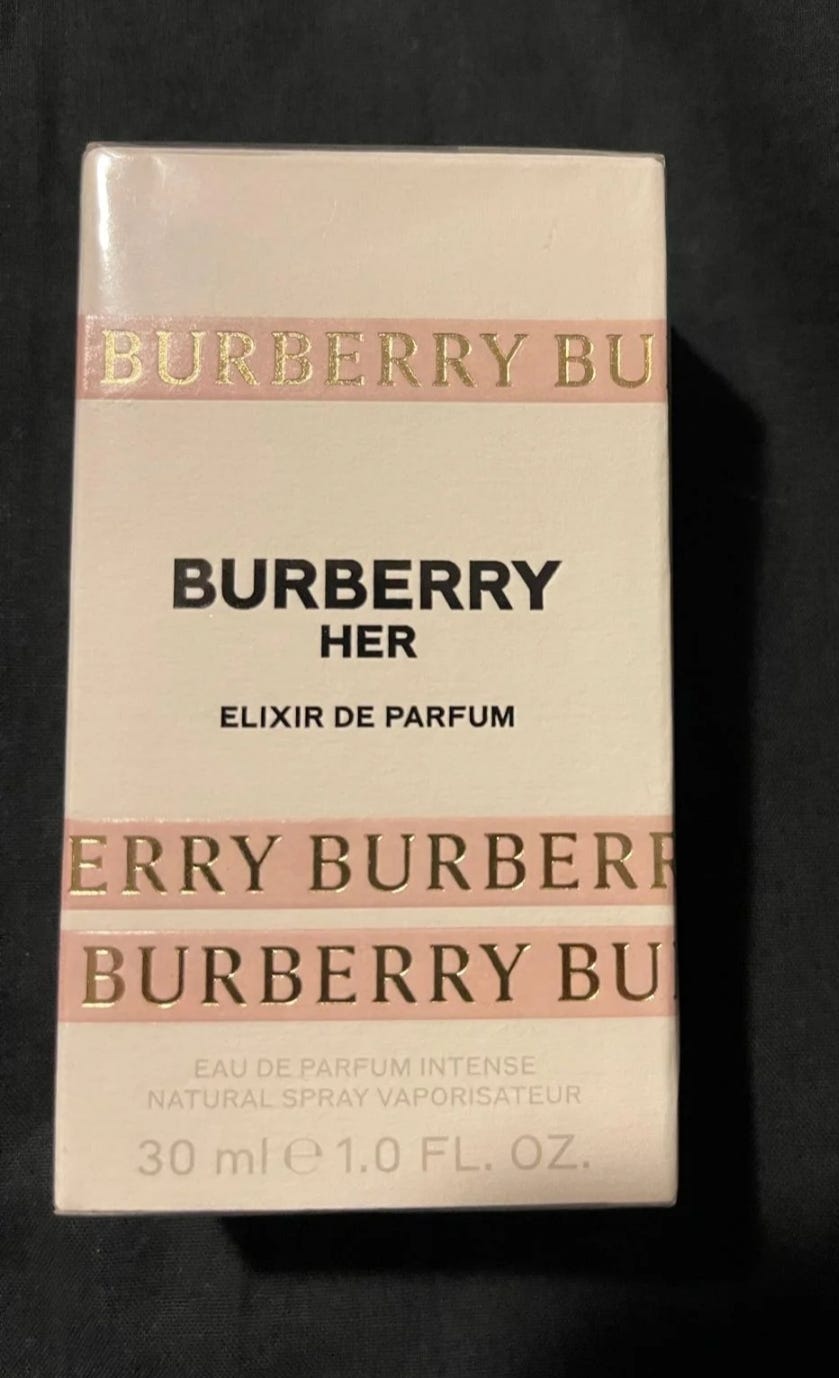 BURBERRY BU
BURBERRY
HER
ELIXIR DE PARFUM
ERRY BURBERR
BURBERRY BU
EAU DE PARFUM INTENSE
NATURAL SPRAY VAPORISATEUR
30 ml ℮ 1.0 FL. OZ.